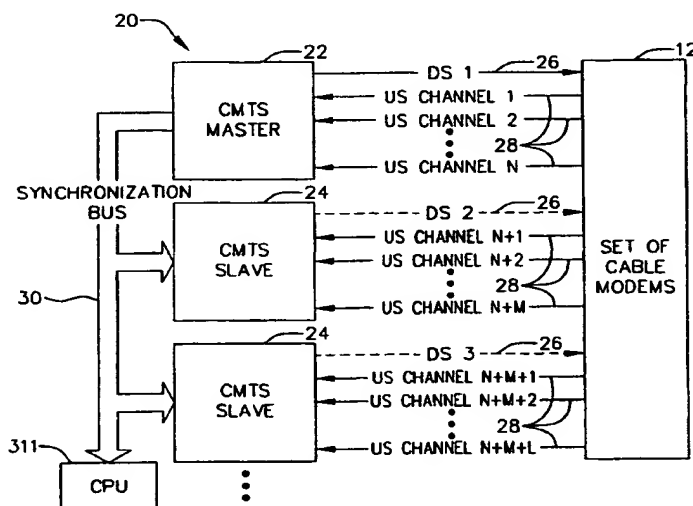 20
22
12
CMTS
MASTER
DS 1
26
US CHANNEL 1
US CHANNEL 2
28
US CHANNEL N
SYNCHRONIZATION
BUS
24
CMTS
SLAVE
DS 2
26
US CHANNEL N+1
US CHANNEL N+2
28
US CHANNEL N+M
SET OF
CABLE
MODEMS
30
24
CMTS
SLAVE
DS 3
26
US CHANNEL N+M+1
US CHANNEL N+M+2
28
US CHANNEL N+M+L
311
CPU